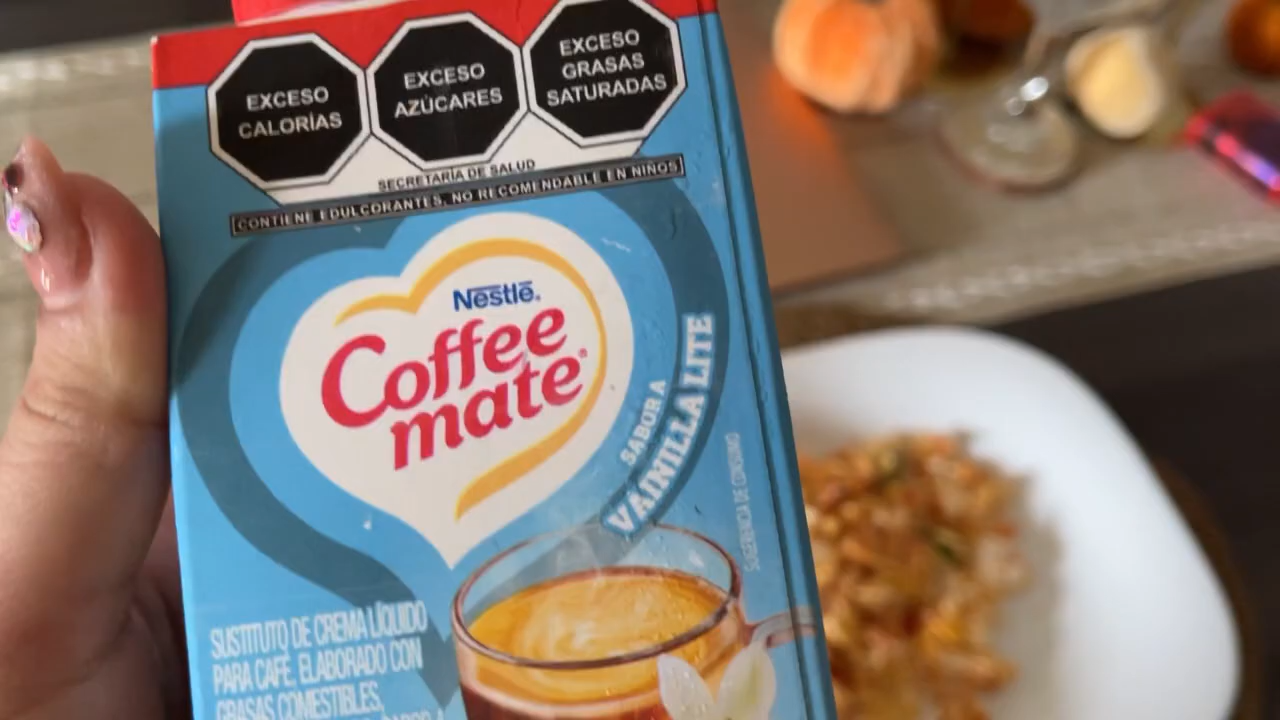 EXCESO
CALORÍAS
EXCESO
AZÚCARES
EXCESO
GRASAS
SATURADAS
SECRETARÍA DE SALUD
CONTIENE EDULCORANTES, NO RECOMENDABLE EN NIÑOS
Nestlé®
Coffee
mate®
SABOR A
VAINILLA LITE
SUGERENCIA DE CONSUMO
SUSTITUTO DE CREMA LÍQUIDO
PARA CAFÉ, ELABORADO CON
GRASAS COMESTIBLES,